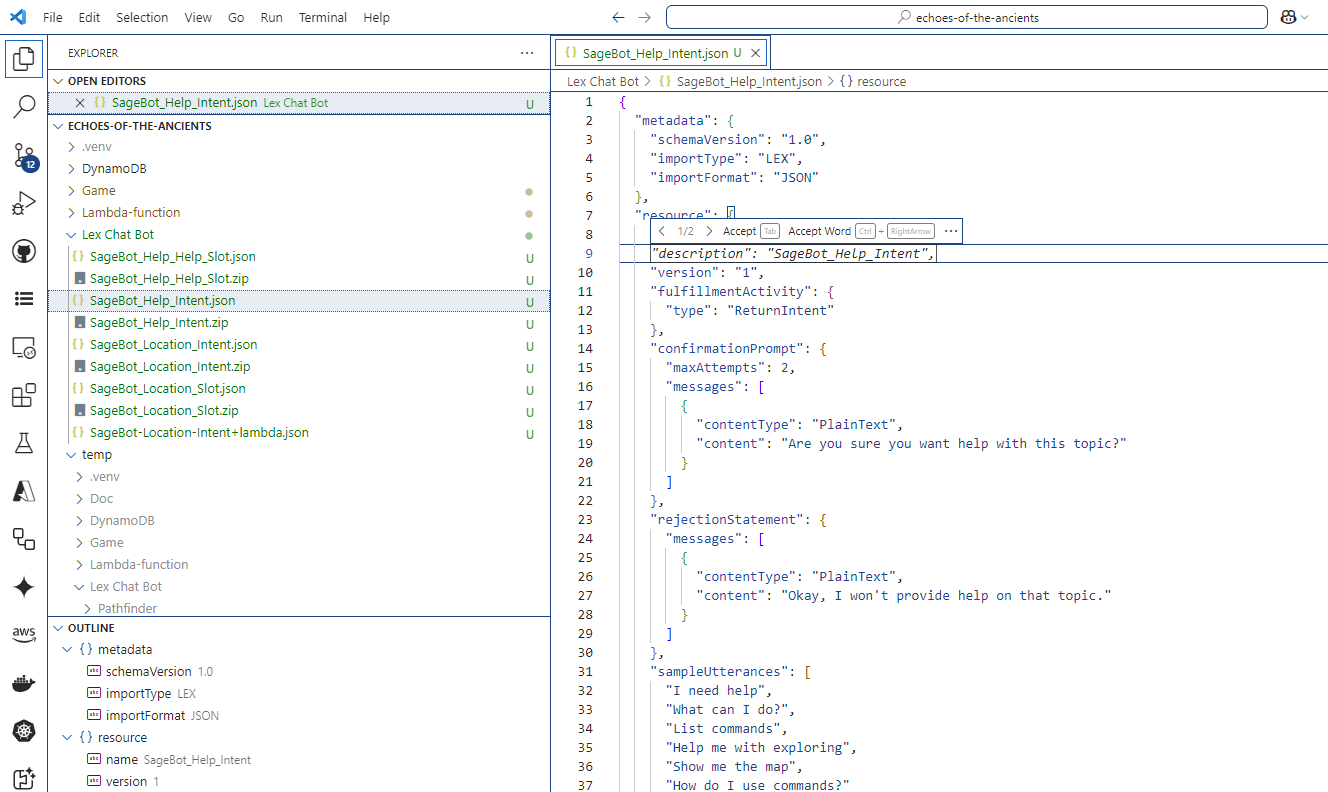 File Edit Selection View Go Run Terminal Help
echoes-of-the-ancients
EXPLORER
OPEN EDITORS
SageBot_Help_Intent.json Lex Chat Bot U
ECHOES-OF-THE-ANCIENTS
.venv
DynamoDB
Game
Lambda-function
Lex Chat Bot
SageBot_Help_Help_Slot.json U
SageBot_Help_Help_Slot.zip U
SageBot_Help_Intent.json U
SageBot_Help_Intent.zip U
SageBot_Location_Intent.json U
SageBot_Location_Intent.zip U
SageBot_Location_Slot.json U
SageBot_Location_Slot.zip U
SageBot-Location-Intent+lambda.json U
temp
.venv
Doc
DynamoDB
Game
Lambda-function
Lex Chat Bot
Pathfinder
OUTLINE
{} metadata
abc schemaVersion 1.0
abc importType LEX
abc importFormat JSON
{} resource
abc name SageBot_Help_Intent
abc version 1
12
aws
{} SageBot_Help_Intent.json U
Lex Chat Bot > {} SageBot_Help_Intent.json > {} resource
1 {
2 "metadata": {
3 "schemaVersion": "1.0",
4 "importType": "LEX",
5 "importFormat": "JSON"
6 },
7 "resource": {
8
1/2 Accept Tab Accept Word Ctrl + RightArrow ...
9 "description": "SageBot_Help_Intent",
10 "version": "1",
11 "fulfillmentActivity": {
12 "type": "ReturnIntent"
13 },
14 "confirmationPrompt": {
15 "maxAttempts": 2,
16 "messages": [
17 {
18 "contentType": "PlainText",
19 "content": "Are you sure you want help with this topic?"
20 }
21 ]
22 },
23 "rejectionStatement": {
24 "messages": [
25 {
26 "contentType": "PlainText",
27 "content": "Okay, I won't provide help on that topic."
28 }
29 ]
30 },
31 "sampleUtterances": [
32 "I need help",
33 "What can I do?",
34 "List commands",
35 "Help me with exploring",
36 "Show me the map",
37 "How do I use commands?"